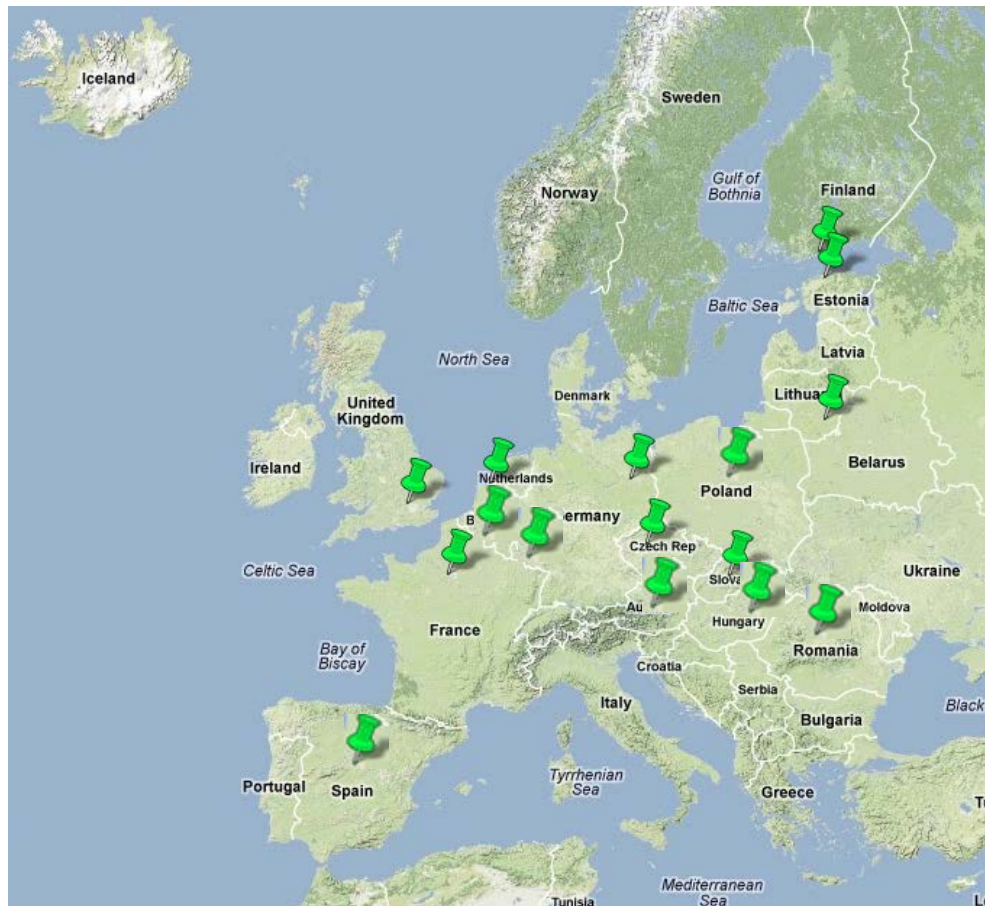 Iceland
Sweden
Norway
Gulf of
Bothnia
Finland
Baltic Sea
Estonia
Latvia
North Sea
Denmark
Lithua
United
Kingdom
Ireland
Netherlands
Belarus
Poland
B
ermany
Czech Rep
Celtic Sea
Ukraine
Slova
Au
Moldova
Hungary
France
Bay of
Biscay
Romania
Croatia
Serbia
Italy
Bulgaria
Black
Portugal
Spain
Tyrrhenian
Sea
Greece
Tu
Mediterranean
Sea
Tunisia
Le